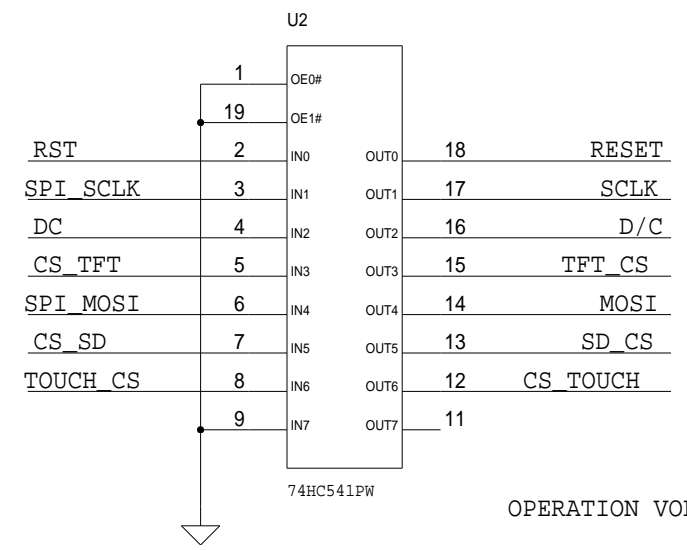 U2
1 OE0#
19 OE1#
RST 2 IN0 OUT0 18 RESET
SPI_SCLK 3 IN1 OUT1 17 SCLK
DC 4 IN2 OUT2 16 D/C
CS_TFT 5 IN3 OUT3 15 TFT_CS
SPI_MOSI 6 IN4 OUT4 14 MOSI
CS_SD 7 IN5 OUT5 13 SD_CS
TOUCH_CS 8 IN6 OUT6 12 CS_TOUCH
9 IN7 OUT7 11
74HC541PW
OPERATION